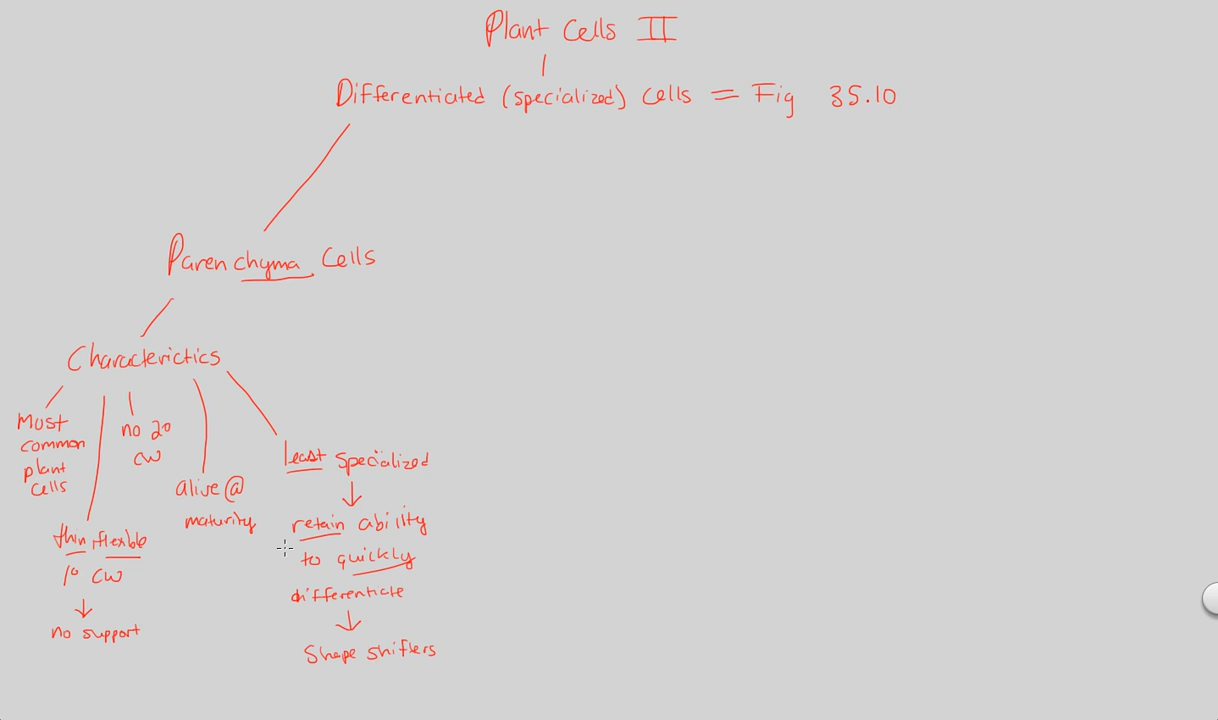 Plant Cells II
Differentiated (specialized) cells = Fig 35.10
Parenchyma Cells
Characterictics
Most
common
plant
cells
thin, flexible
1° CW
no support
no 2°
CW
alive @
maturity
least specialized
retain ability
to quickly
differentiate
Shape shifters